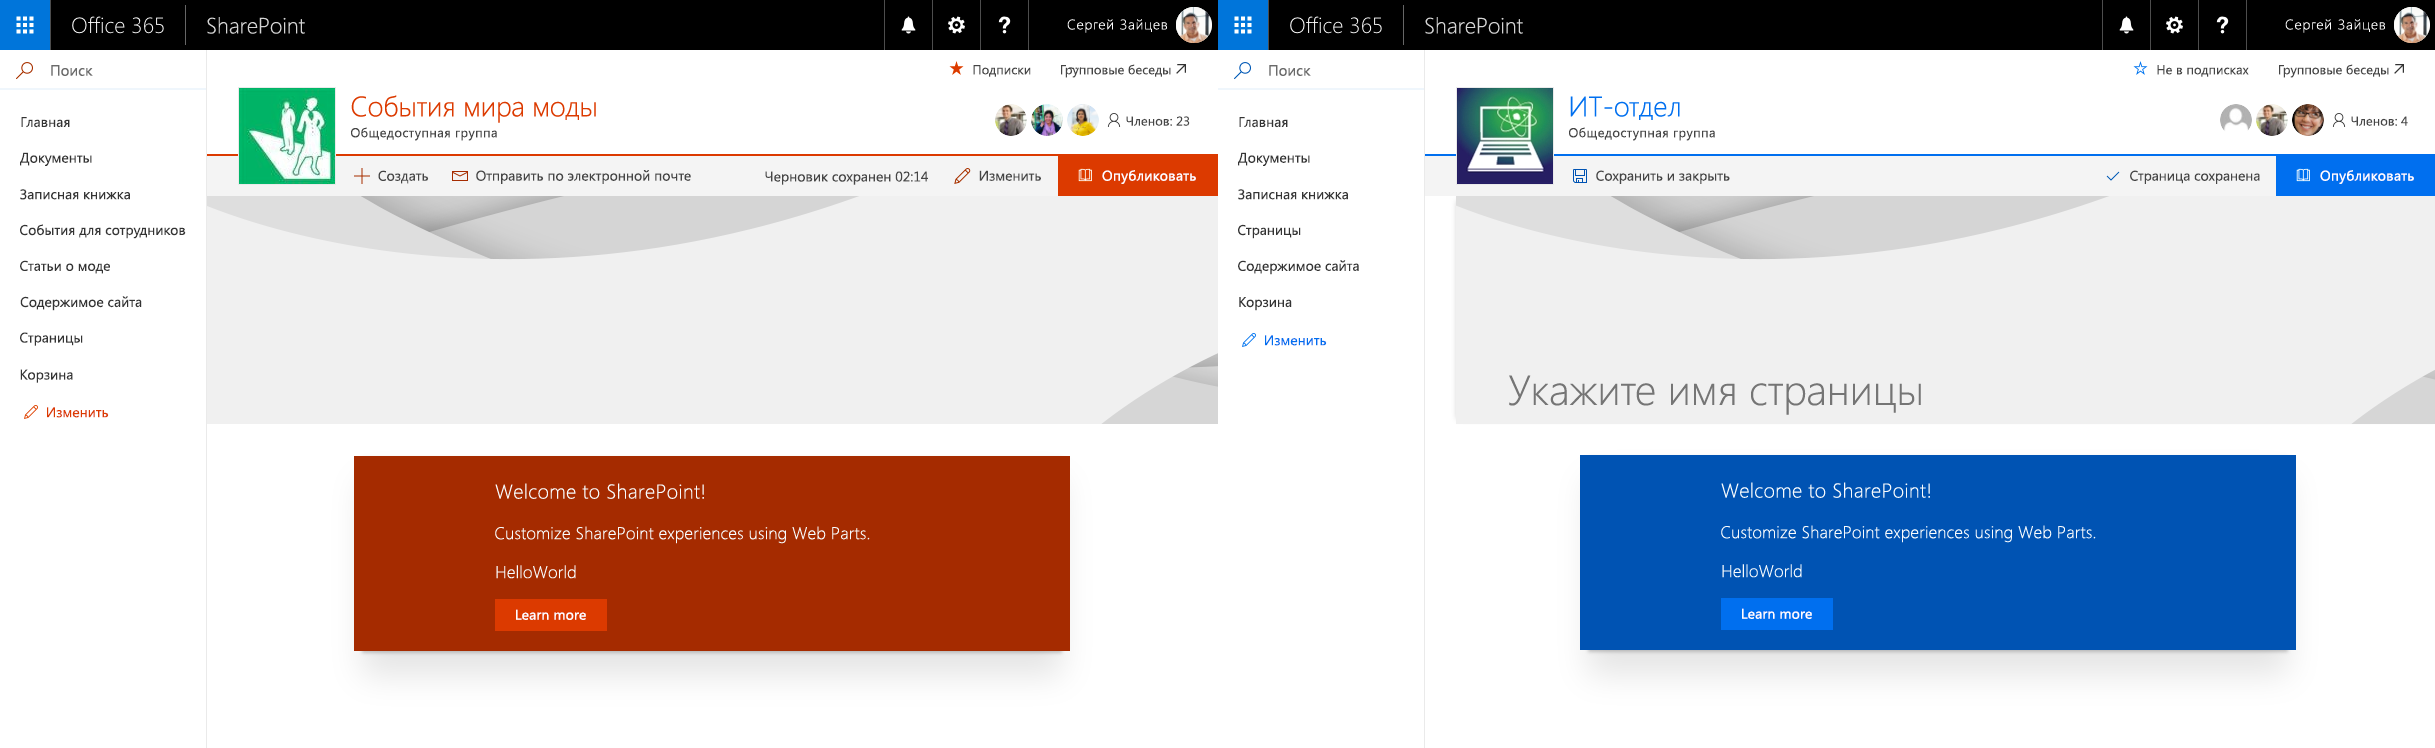 Office 365
SharePoint
Сергей Зайцев
Поиск
Подписки
Групповые беседы
События мира моды
Общедоступная группа
Членов: 23
Создать
Отправить по электронной почте
Черновик сохранен 02:14
Изменить
Опубликовать
Главная
Документы
Записная книжка
События для сотрудников
Статьи о моде
Содержимое сайта
Страницы
Корзина
Изменить
Welcome to SharePoint!
Customize SharePoint experiences using Web Parts.
HelloWorld
Learn more
Office 365
SharePoint
Сергей Зайцев
Поиск
Не в подписках
Групповые беседы
ИТ-отдел
Общедоступная группа
Членов: 4
Сохранить и закрыть
Страница сохранена
Опубликовать
Главная
Документы
Записная книжка
Страницы
Содержимое сайта
Корзина
Изменить
Укажите имя страницы
Welcome to SharePoint!
Customize SharePoint experiences using Web Parts.
HelloWorld
Learn more